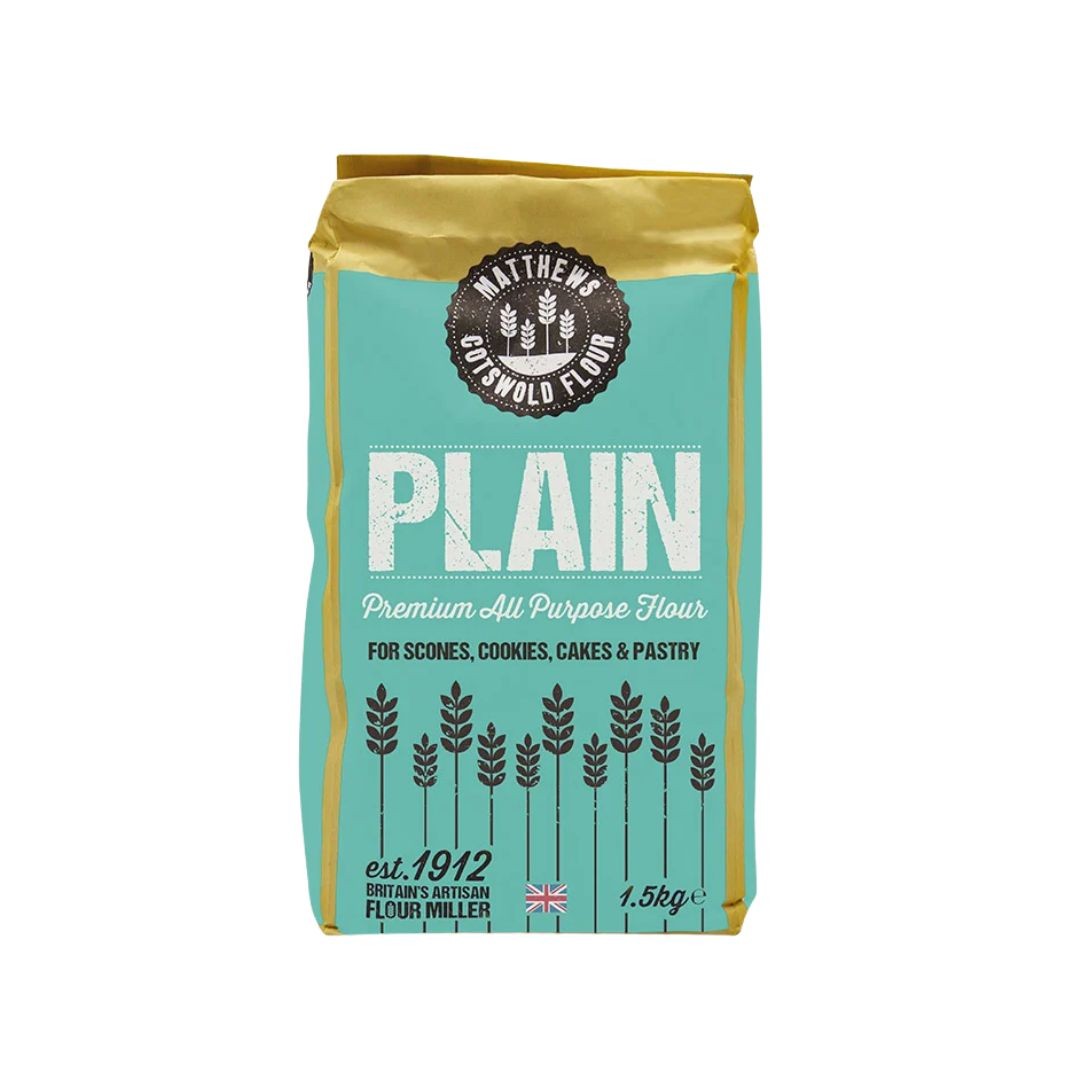 MATTHEWS
COTSWOLD FLOUR
PLAIN
Premium All Purpose Flour
FOR SCONES, COOKIES, CAKES & PASTRY
est.1912
BRITAIN'S ARTISAN
FLOUR MILLER
1.5kg℮